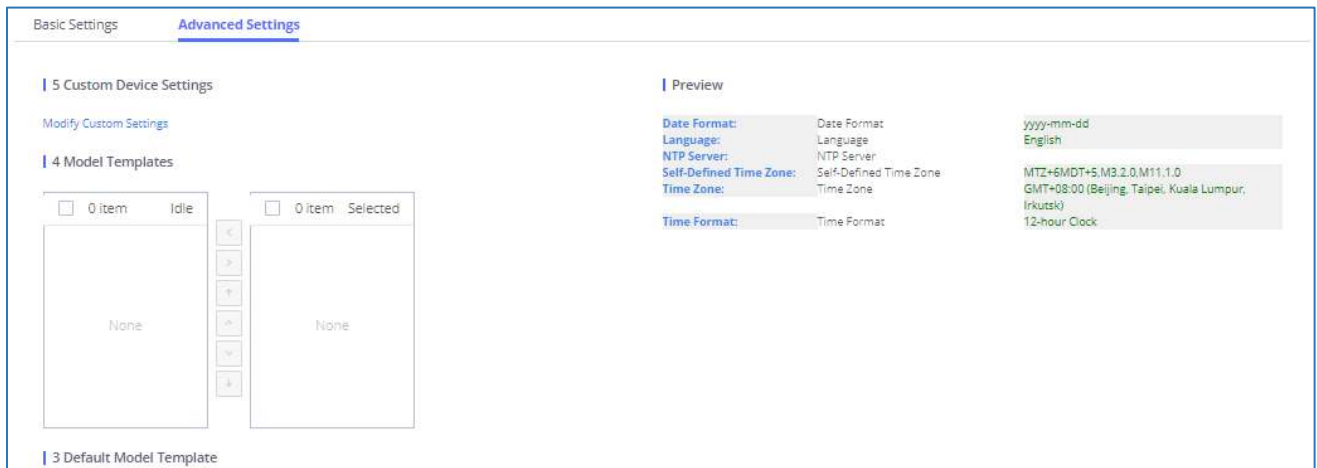 Basic Settings Advanced Settings
5 Custom Device Settings
Modify Custom Settings
4 Model Templates
0 item Idle
0 item Selected
None
None
3 Default Model Template
Preview
Date Format: Date Format yyyy-mm-dd
Language: Language English
NTP Server: NTP Server
Self-Defined Time Zone: Self-Defined Time Zone MTZ+6MDT+5,M3.2.0,M11.1.0
Time Zone: Time Zone GMT+08:00 (Beijing, Taipei, Kuala Lumpur,
Irkutsk)
Time Format: Time Format 12-hour Clock